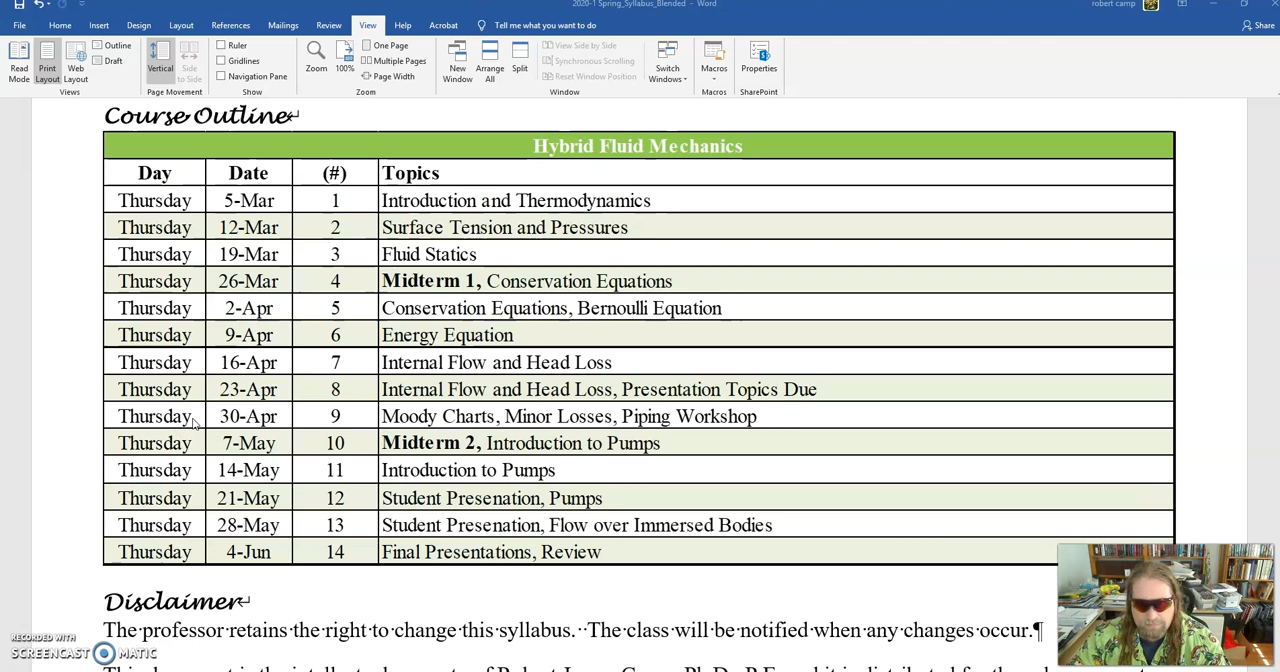 2020-1 Spring_Syllabus_Blended - Word
robert camp
File Home Insert Design Layout References Mailings Review View Help Acrobat Tell me what you want to do Share
Read Mode
Print Layout
Web Layout
Outline
Draft
Views
Vertical
Side to Side
Page Movement
Ruler
Gridlines
Navigation Pane
Show
Zoom
100%
One Page
Multiple Pages
Page Width
Zoom
New Window
Arrange All
Split
View Side by Side
Synchronous Scrolling
Reset Window Position
Window
Switch Windows
Macros
Macros
Properties
SharePoint
Course Outline↵
Hybrid Fluid Mechanics
Day Date (#) Topics
Thursday 5-Mar 1 Introduction and Thermodynamics
Thursday 12-Mar 2 Surface Tension and Pressures
Thursday 19-Mar 3 Fluid Statics
Thursday 26-Mar 4 Midterm 1, Conservation Equations
Thursday 2-Apr 5 Conservation Equations, Bernoulli Equation
Thursday 9-Apr 6 Energy Equation
Thursday 16-Apr 7 Internal Flow and Head Loss
Thursday 23-Apr 8 Internal Flow and Head Loss, Presentation Topics Due
Thursday 30-Apr 9 Moody Charts, Minor Losses, Piping Workshop
Thursday 7-May 10 Midterm 2, Introduction to Pumps
Thursday 14-May 11 Introduction to Pumps
Thursday 21-May 12 Student Presenation, Pumps
Thursday 28-May 13 Student Presenation, Flow over Immersed Bodies
Thursday 4-Jun 14 Final Presentations, Review
Disclaimer↵
The·professor·retains·the·right·to·change·this·syllabus.··The·class·will·be·notified·when·any·changes·occur.¶
RECORDED WITH
SCREENCAST MATIC